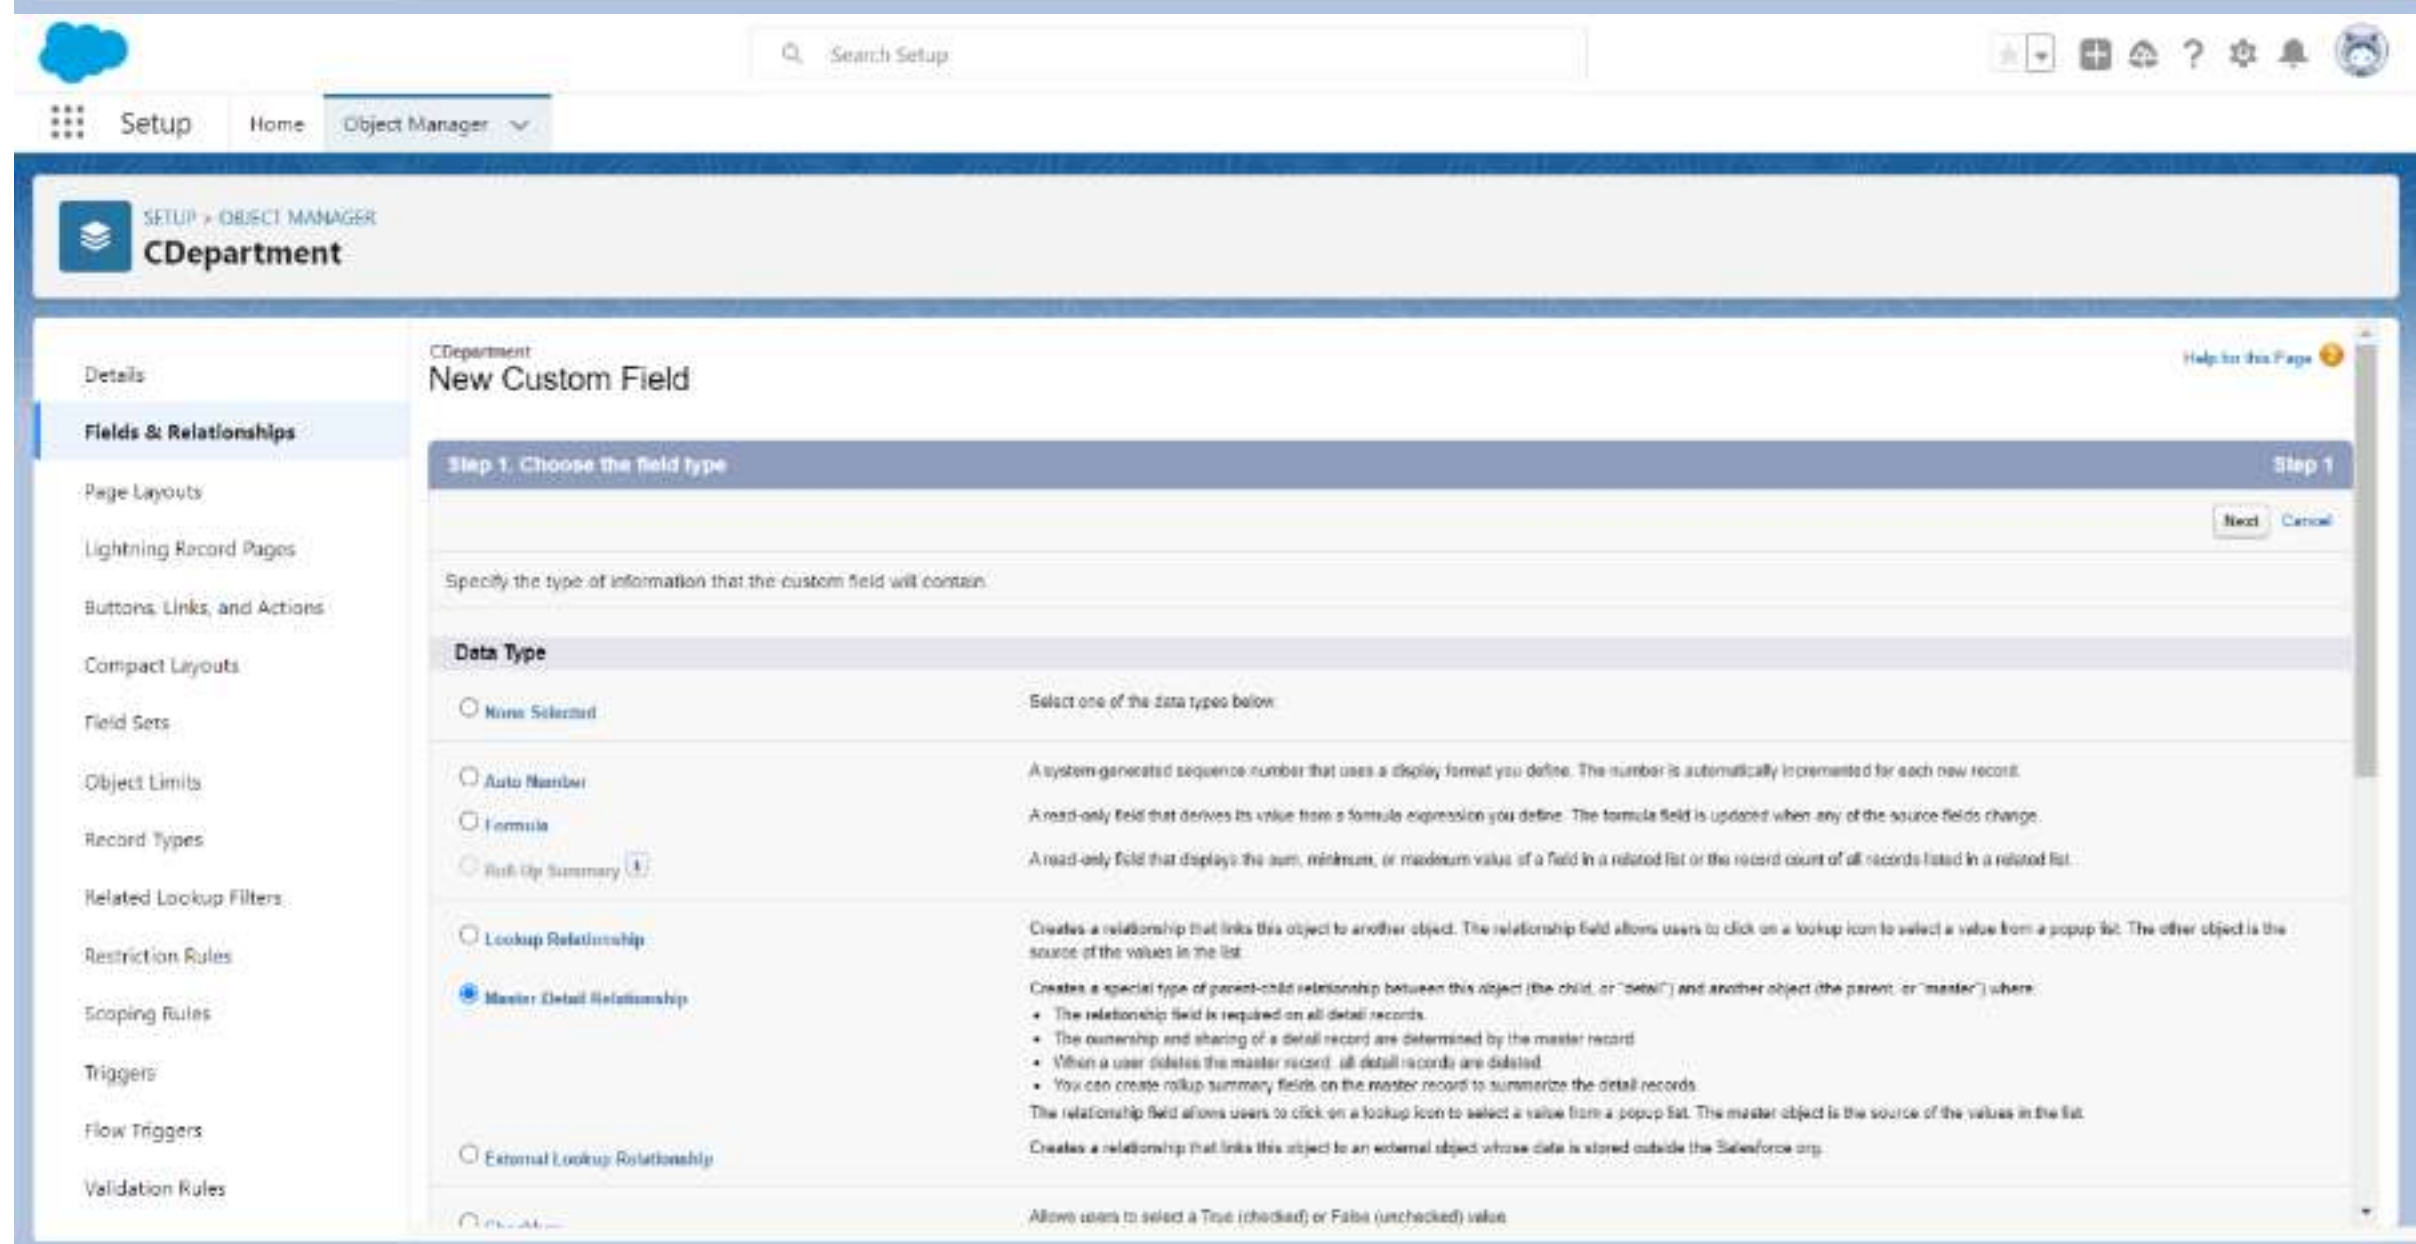 Search Setup
Setup
Home
Object Manager
SETUP > OBJECT MANAGER
CDepartment
Details
Fields & Relationships
Page Layouts
Lightning Record Pages
Buttons, Links, and Actions
Compact Layouts
Field Sets
Object Limits
Record Types
Related Lookup Filters
Restriction Rules
Scoping Rules
Triggers
Flow Triggers
Validation Rules
CDepartment
New Custom Field
Help for this Page
Step 1. Choose the field type
Step 1
Next
Cancel
Specify the type of information that the custom field will contain.
Data Type
None Selected
Select one of the data types below.
Auto Number
A system-generated sequence number that uses a display format you define. The number is automatically incremented for each new record.
Formula
A read-only field that derives its value from a formula expression you define. The formula field is updated when any of the source fields change.
Roll-Up Summary
A read-only field that displays the sum, minimum, or maximum value of a field in a related list or the record count of all records listed in a related list.
Lookup Relationship
Creates a relationship that links this object to another object. The relationship field allows users to click on a lookup icon to select a value from a popup list. The other object is the
source of the values in the list.
Master-Detail Relationship
Creates a special type of parent-child relationship between this object (the child, or "detail") and another object (the parent, or "master") where:
• The relationship field is required on all detail records.
• The ownership and sharing of a detail record are determined by the master record.
• When a user deletes the master record, all detail records are deleted.
• You can create rollup summary fields on the master record to summarize the detail records.
The relationship field allows users to click on a lookup icon to select a value from a popup list. The master object is the source of the values in the list.
External Lookup Relationship
Creates a relationship that links this object to an external object whose data is stored outside the Salesforce org.
Allows users to select a True (checked) or False (unchecked) value.